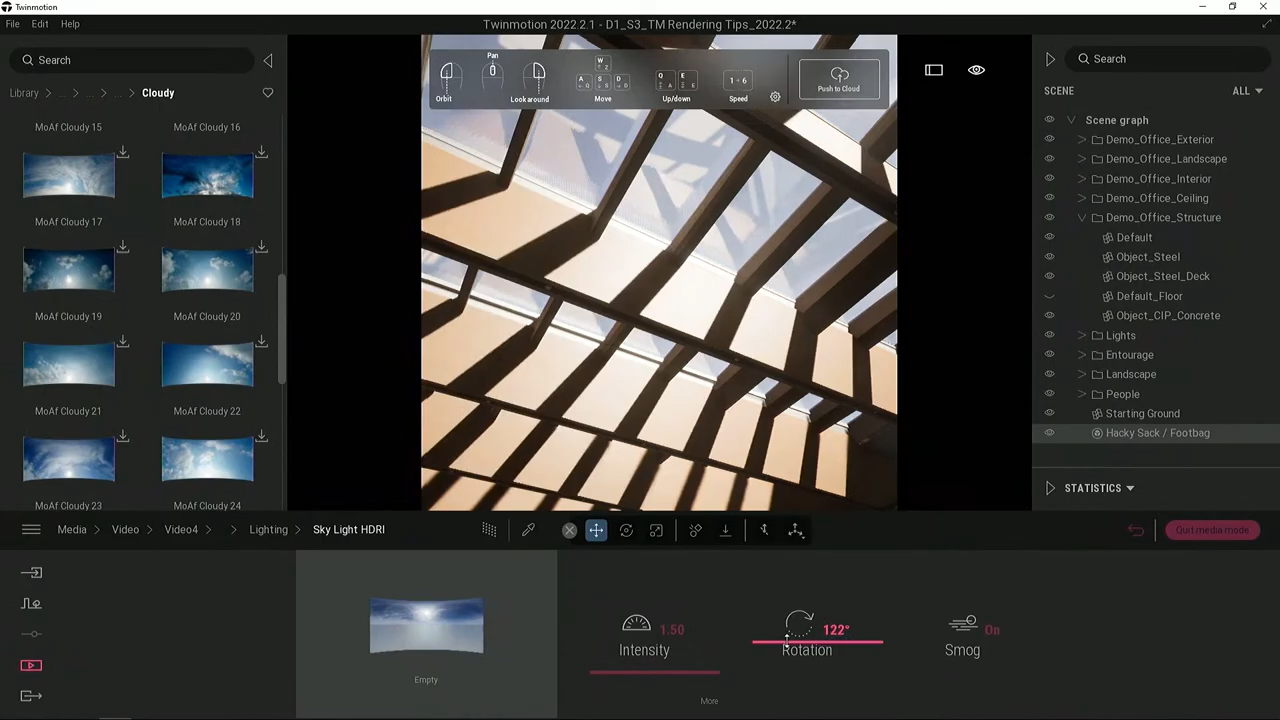 Twinmotion
File Edit Help
Twinmotion 2022.2.1 - D1_S3_TM Rendering Tips_2022.2*
Search
Library > ... > ... > ... > Cloudy
MoAf Cloudy 15
MoAf Cloudy 16
MoAf Cloudy 17
MoAf Cloudy 18
MoAf Cloudy 19
MoAf Cloudy 20
MoAf Cloudy 21
MoAf Cloudy 22
MoAf Cloudy 23
MoAf Cloudy 24
Orbit
Pan
Look around
W
Z
A
Q
S
S
D
D
Move
Q
A
E
E
Up/down
1→6
Speed
Push to Cloud
Search
SCENE
ALL
Scene graph
Demo_Office_Exterior
Demo_Office_Landscape
Demo_Office_Interior
Demo_Office_Ceiling
Demo_Office_Structure
Default
Object_Steel
Object_Steel_Deck
Default_Floor
Object_CIP_Concrete
Lights
Entourage
Landscape
People
Starting Ground
Hacky Sack / Footbag
STATISTICS
Media > Video > Video4 > > Lighting > Sky Light HDRI
Quit media mode
Empty
1.50
Intensity
122°
Rotation
On
Smog
More